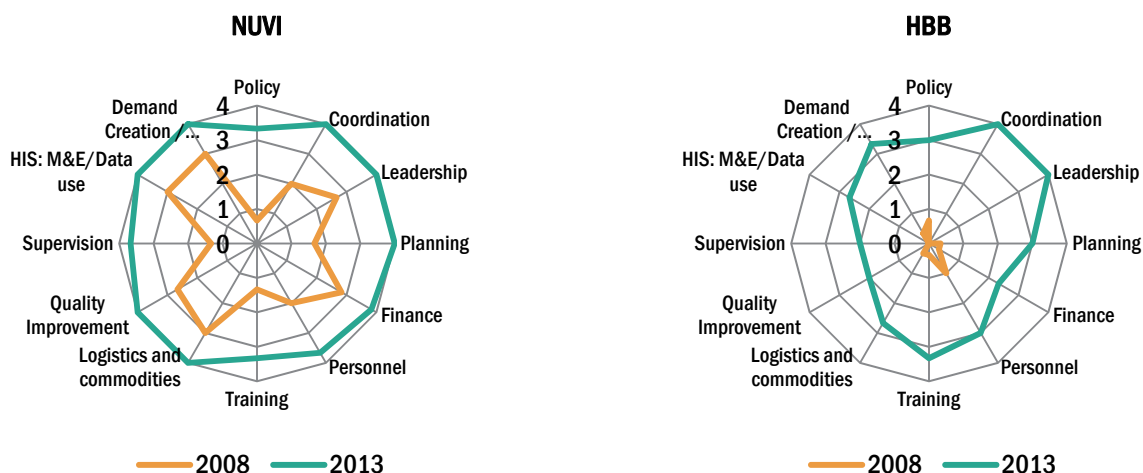 NUVI
Policy
Coordination
Leadership
Planning
Finance
Personnel
Training
Logistics and
commodities
Quality
Improvement
Supervision
HIS: M&E/Data
use
Demand
Creation /...
4
3
2
1
0
2008
2013
HBB
Policy
Coordination
Leadership
Planning
Finance
Personnel
Training
Logistics and
commodities
Quality
Improvement
Supervision
HIS: M&E/Data
use
Demand
Creation /...
4
3
2
1
0
2008
2013